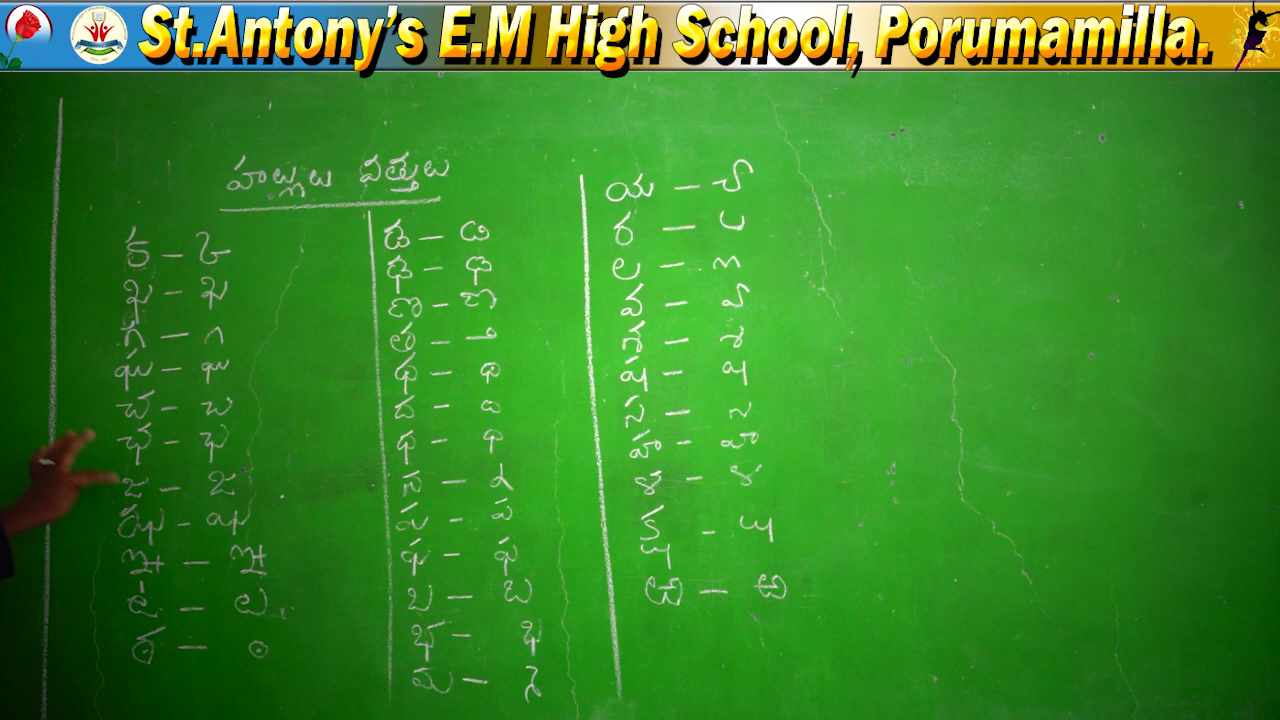 St.Antony's E.M High School, Porumamilla.
హల్లులు వత్తులు
క – ్క
ఖ – ్ఖ
గ – ్గ
ఘ – ్ఘ
చ – ్చ
ఛ – ్ఛ
జ – ్జ
ఝ – ్ఝ
ఞ – ్ఞ
ట – ్ట
ఠ – ్ఠ
డ – ్డ
ఢ – ్ఢ
ణ – ్ణ
త – ్త
థ – ్థ
ద – ్ద
ధ – ్ధ
న – ్న
ప – ్ప
ఫ – ్ఫ
బ – ్బ
భ – ్భ
మ – ్మ
య – ్య
ర – ్ర
ల – ్ల
వ – ్వ
శ – ్శ
ష – ్ష
స – ్స
హ – ్హ
ళ – ్ళ
క్ష – ్ష
ఱ – ్ఱ